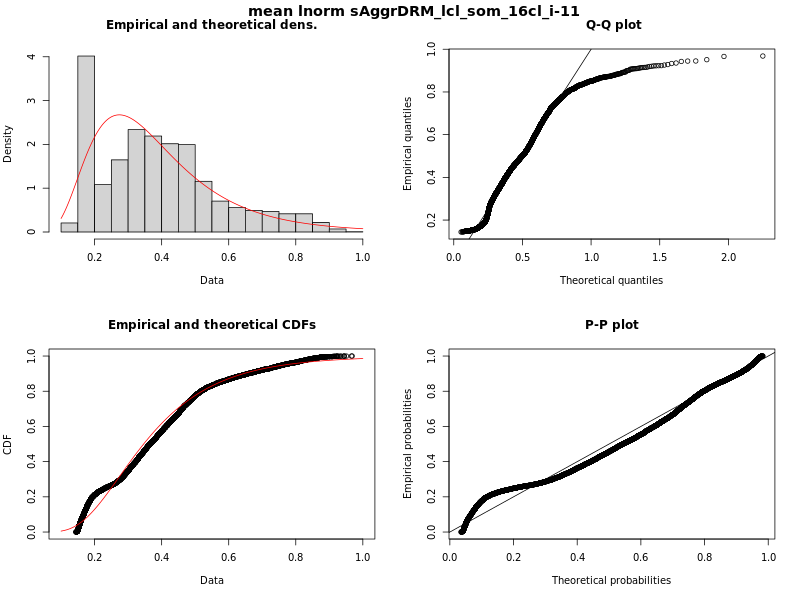 mean lnorm sAggrDRM_lcl_som_16cl_i-11
Empirical and theoretical dens.
Density
0 1 2 3 4
0.2 0.4 0.6 0.8 1.0
Data
Q-Q plot
Empirical quantiles
0.2 0.4 0.6 0.8 1.0
0.0 0.5 1.0 1.5 2.0
Theoretical quantiles
Empirical and theoretical CDFs
CDF
0.0 0.2 0.4 0.6 0.8 1.0
0.2 0.4 0.6 0.8 1.0
Data
P-P plot
Empirical probabilities
0.0 0.2 0.4 0.6 0.8 1.0
0.0 0.2 0.4 0.6 0.8 1.0
Theoretical probabilities